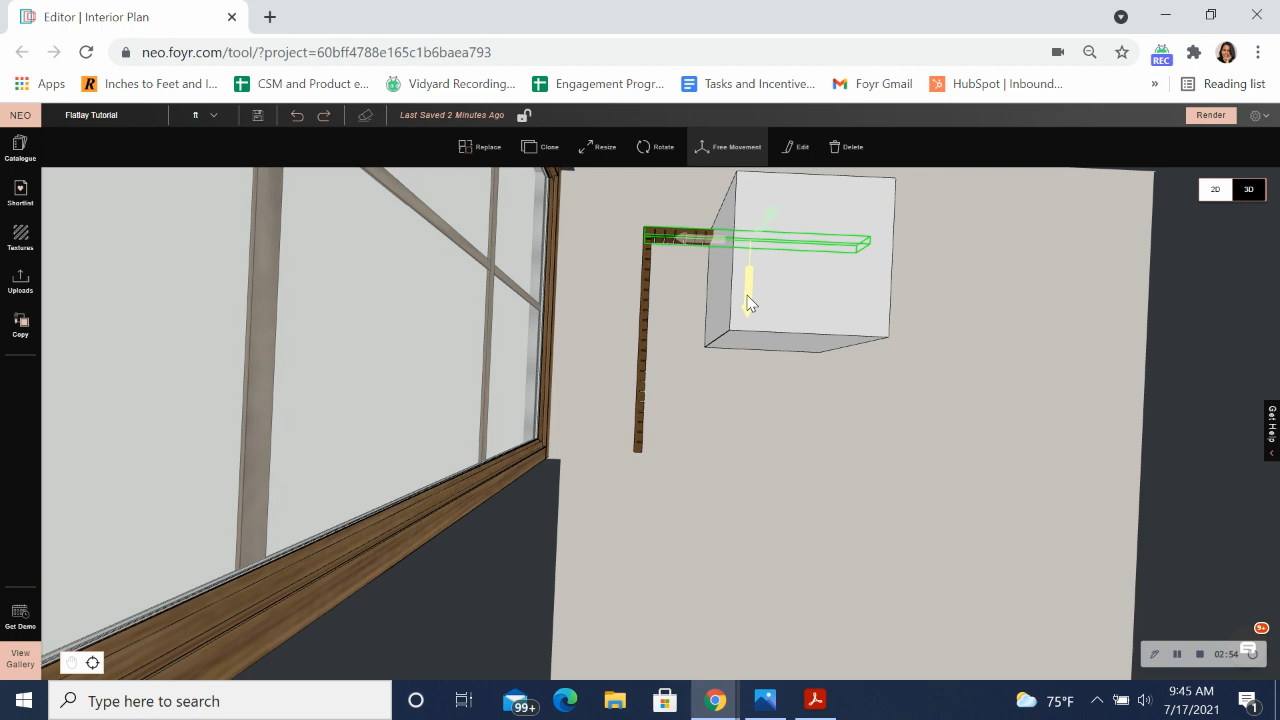 Editor | Interior Plan
neo.foyr.com/tool/?project=60bff4788e165c1b6baea793
REC
Apps
Inches to Feet and I...
CSM and Product e...
Vidyard Recording...
Engagement Progr...
Tasks and Incentive...
Foyr Gmail
HubSpot | Inbound...
»
Reading list
NEO
Flatlay Tutorial
ft
Last Saved 2 Minutes Ago
Render
Catalogue
Replace
Clone
Resize
Rotate
Free Movement
Edit
Delete
Shortlist
2D
3D
Textures
Uploads
Copy
Get Help
Get Demo
View
Gallery
9+
02:54
Type here to search
99+
75°F
9:45 AM
7/17/2021
1